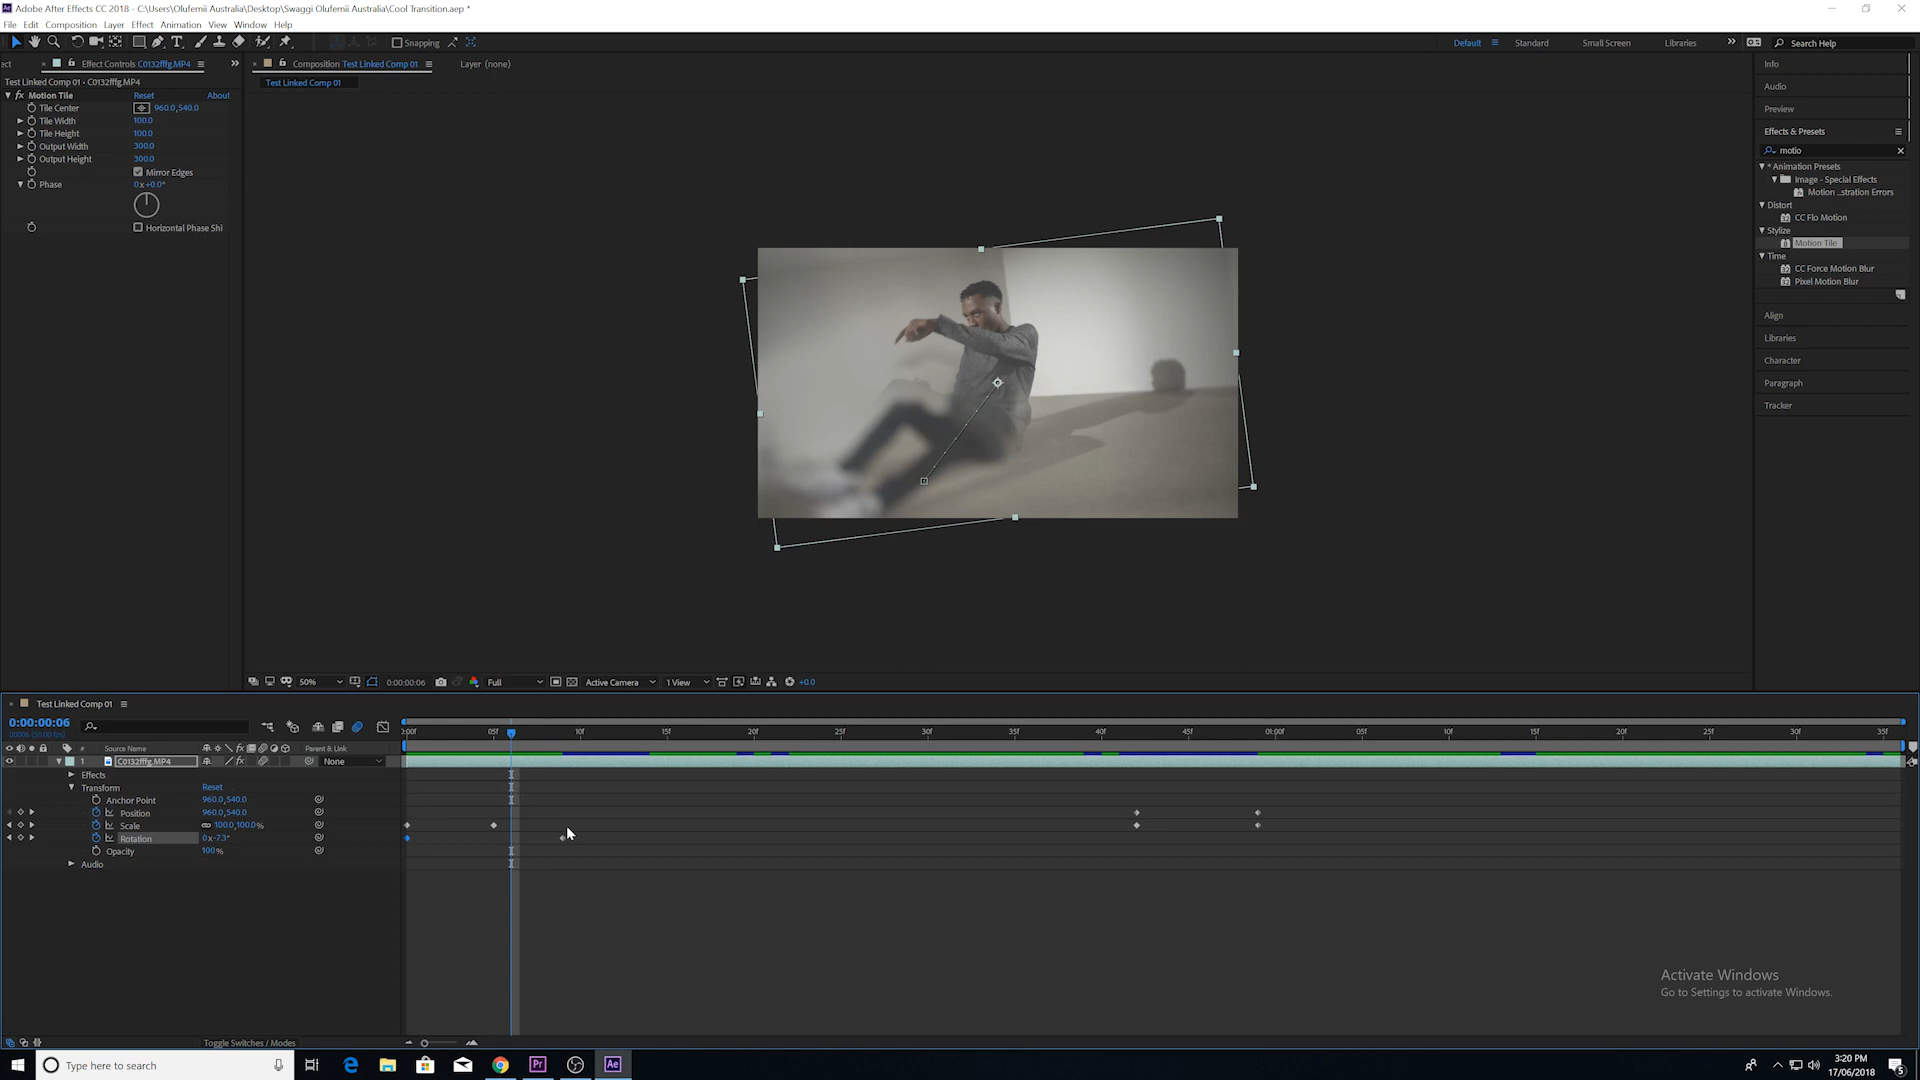 Adobe After Effects CC 2018 - C:\Users\Olufemii Australia\Desktop\Swaggi Olufemii Australia\Cool Transition.aep *
File Edit Composition Layer Effect Animation View Window Help
Snapping
Default
Standard
Small Screen
Libraries
Search Help
Effect Controls C0132fffg.MP4
Composition Test Linked Comp 01
Layer (none)
Test Linked Comp 01 • C0132fffg.MP4
Test Linked Comp 01
fx Motion Tile Reset About
Tile Center 960.0,540.0
Tile Width 100.0
Tile Height 100.0
Output Width 300.0
Output Height 300.0
Mirror Edges
Phase 0x+0.0°
Horizontal Phase Shi
Info
Audio
Preview
Effects & Presets
motio
* Animation Presets
Image - Special Effects
Motion ...stration Errors
Distort
CC Flo Motion
Stylize
Motion Tile
Time
CC Force Motion Blur
Pixel Motion Blur
Align
Libraries
Character
Paragraph
Tracker
50%
0:00:00:06
Full
Active Camera
1 View
+0.0
Test Linked Comp 01
0:00:00:06
00006 (50.00 fps)
05f 10f 15f 20f 25f 30f 35f 40f 45f 0:00f 05f 10f 15f 20f 25f 30f 35f
# Source Name Parent & Link
1 C0132fffg.MP4 None
Effects
Transform Reset
Anchor Point 960.0,540.0
Position 960.0,540.0
Scale 100.0,100.0%
Rotation 0x-7.3°
Opacity 100%
Audio
Toggle Switches / Modes
Activate Windows
Go to Settings to activate Windows.
Type here to search
Pr
Ae
3:20 PM
17/06/2018
5